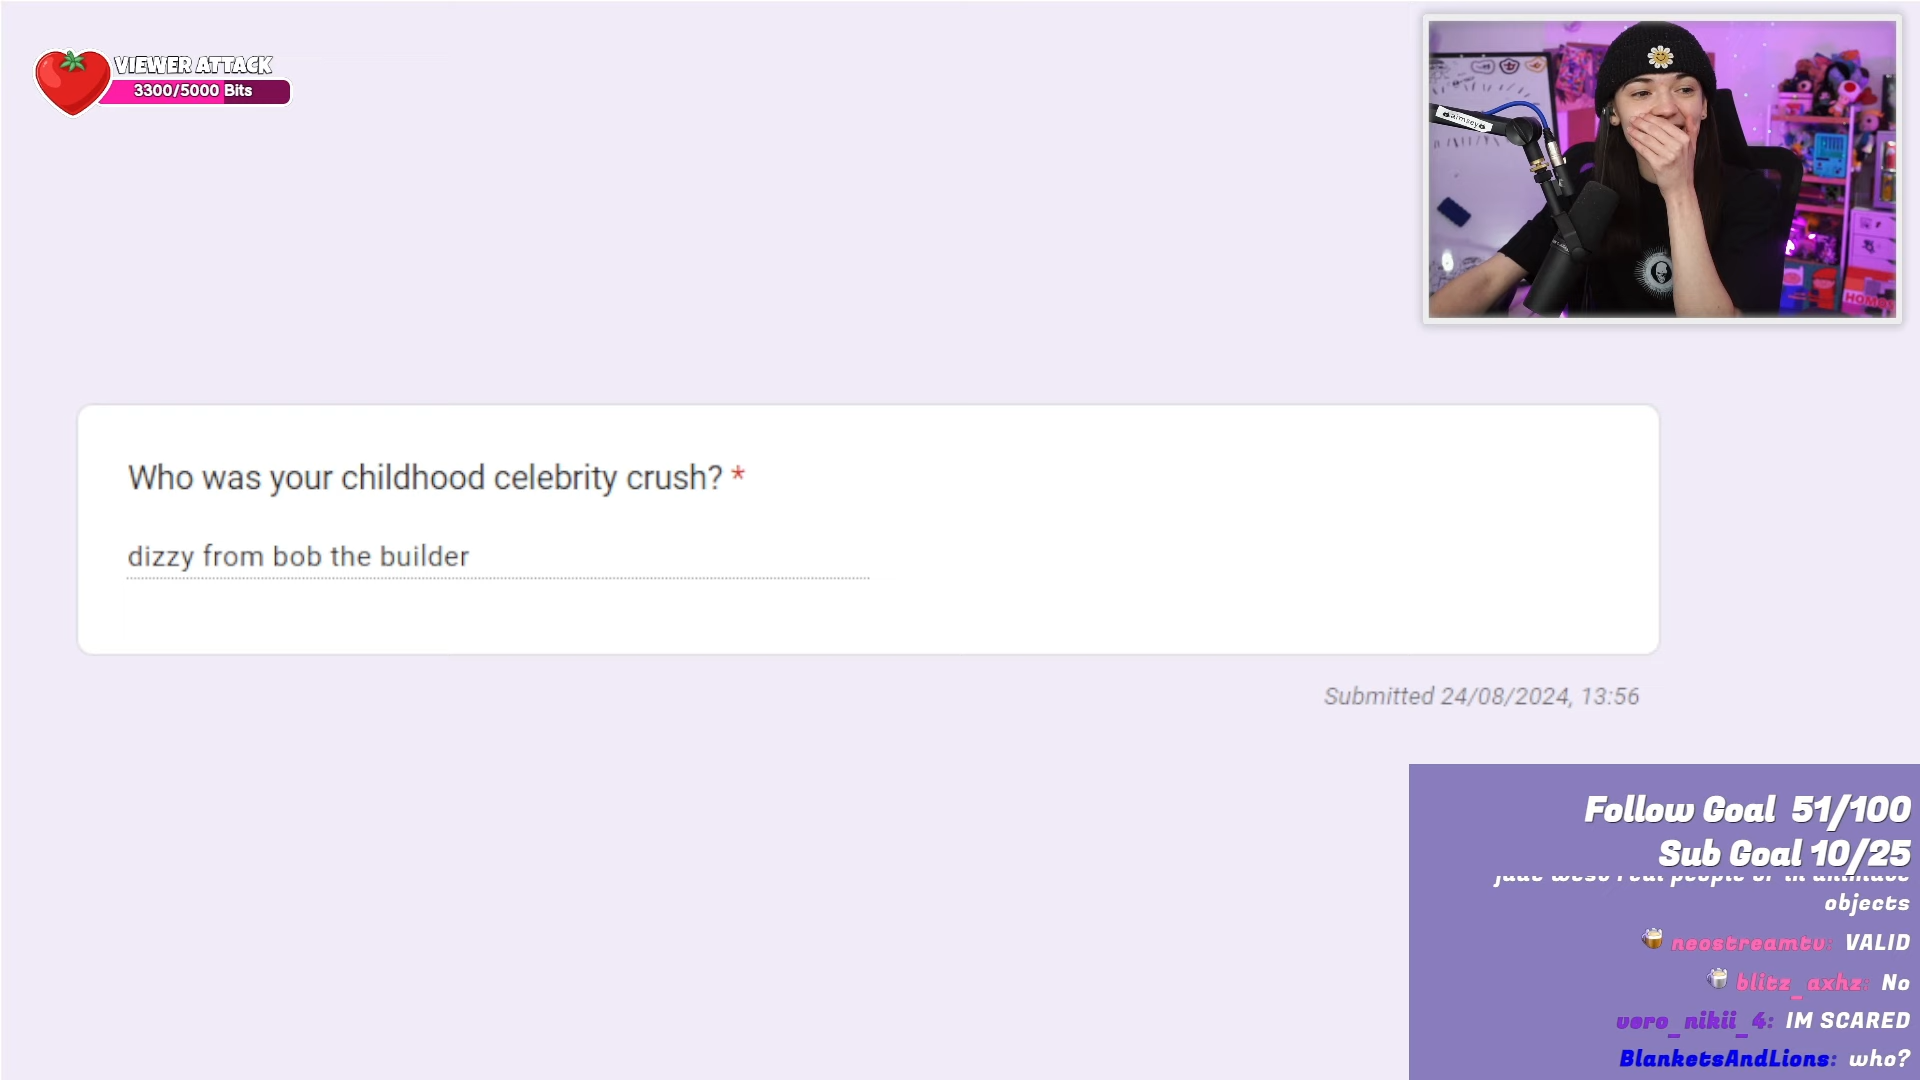 VIEWER ATTACK
3300/5000 Bits
aimsey
HOMO
Who was your childhood celebrity crush? *
dizzy from bob the builder
Submitted 24/08/2024, 13:56
Follow Goal 51/100
Sub Goal 10/25
objects
neostreamtv: VALID
blitz_axhz: No
vero_nikii_4: IM SCARED
BlanketsAndLions: who?